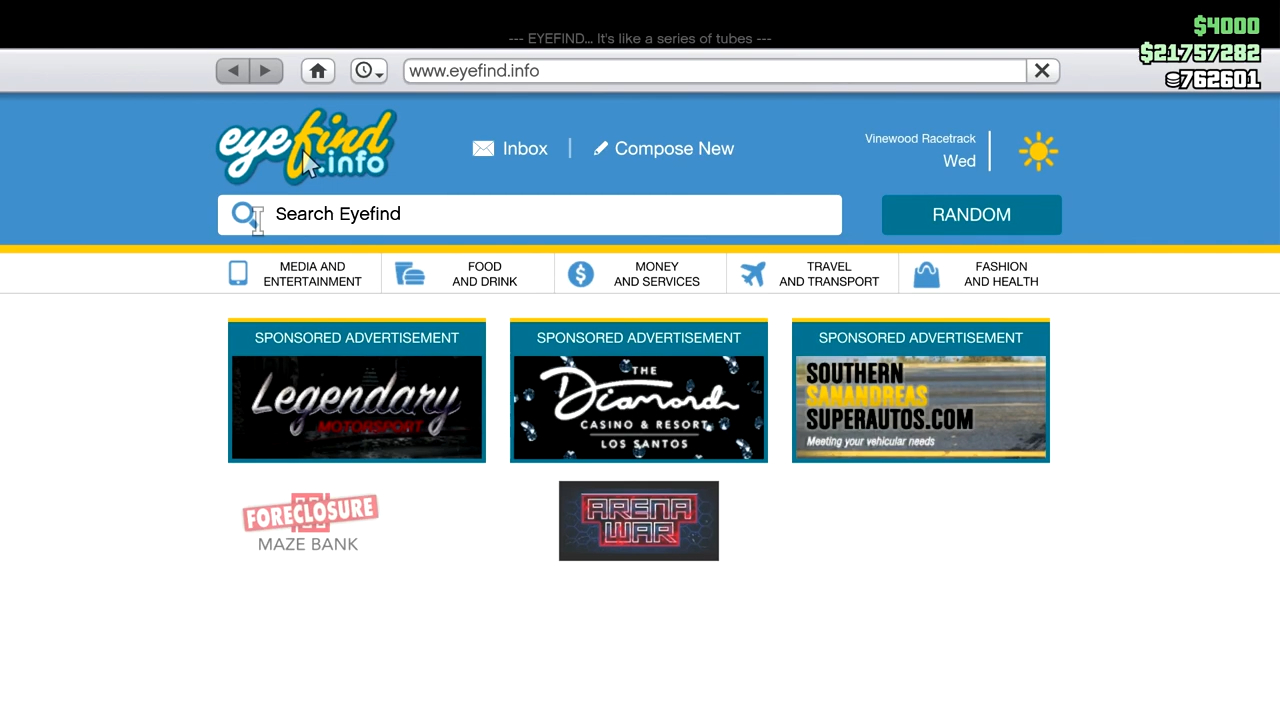 $4000
--- EYEFIND... It's like a series of tubes ---
$21757282
www.eyefind.info
762601
eyefind
.info
Inbox
Compose New
Vinewood Racetrack
Wed
Search Eyefind
RANDOM
MEDIA AND
ENTERTAINMENT
FOOD
AND DRINK
MONEY
AND SERVICES
TRAVEL
AND TRANSPORT
FASHION
AND HEALTH
SPONSORED ADVERTISEMENT
Legendary
MOTORSPORT
SPONSORED ADVERTISEMENT
THE
Diamond
CASINO & RESORT
LOS SANTOS
SPONSORED ADVERTISEMENT
SOUTHERN
SANANDREAS
SUPERAUTOS.COM
Meeting your vehicular needs
FORECLOSURE
MAZE BANK
ARENA
WAR